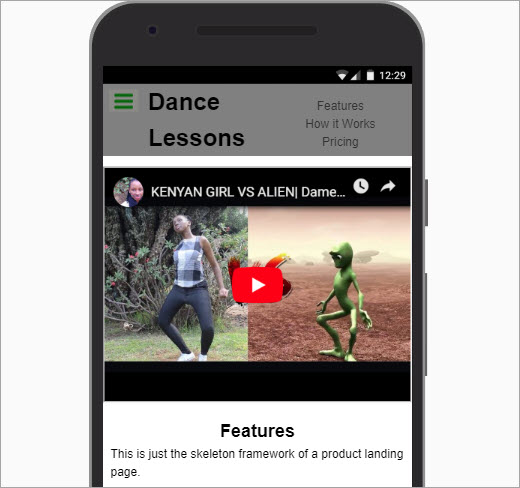 12:29
Dance
Lessons
Features
How it Works
Pricing
KENYAN GIRL VS ALIEN| Dame...
Features
This is just the skeleton framework of a product landing
page.